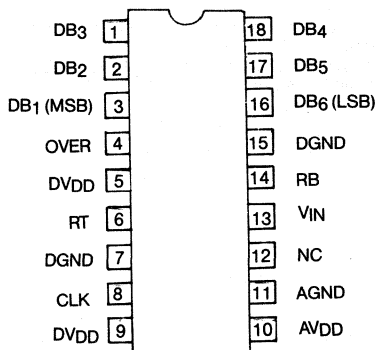 DB3 1 18 DB4
DB2 2 17 DB5
DB1 (MSB) 3 16 DB6 (LSB)
OVER 4 15 DGND
DVDD 5 14 RB
RT 6 13 VIN
DGND 7 12 NC
CLK 8 11 AGND
DVDD 9 10 AVDD